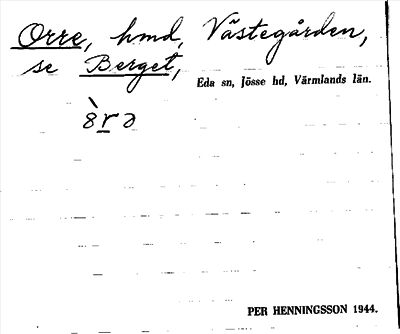 Orre, hmd, Västegården,
se Berget,
Eda sn, Jösse hd, Värmlands län.
PER HENNINGSSON 1944.